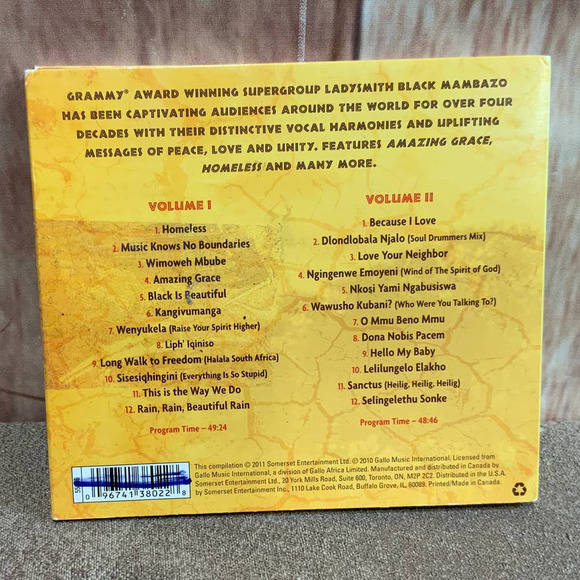 GRAMMY® AWARD WINNING SUPERGROUP LADYSMITH BLACK MAMBAZO
HAS BEEN CAPTIVATING AUDIENCES AROUND THE WORLD FOR OVER FOUR
DECADES WITH THEIR DISTINCTIVE VOCAL HARMONIES AND UPLIFTING
MESSAGES OF PEACE, LOVE AND UNITY. FEATURES AMAZING GRACE,
HOMELESS AND MANY MORE.
VOLUME I
1. Homeless
2. Music Knows No Boundaries
3. Wimoweh Mbube
4. Amazing Grace
5. Black Is Beautiful
6. Kangivumanga
7. Wenyukela (Raise Your Spirit Higher)
8. Liph' Iqiniso
9. Long Walk to Freedom (Halala South Africa)
10. Sisesiqhingini (Everything Is So Stupid)
11. This is the Way We Do
12. Rain, Rain, Beautiful Rain
Program Time – 49:24
VOLUME II
1. Because I Love
2. Dlondlobala Njalo (Soul Drummers Mix)
3. Love Your Neighbor
4. Ngingenwe Emoyeni (Wind of The Spirit of God)
5. Nkosi Yami Ngabusiswa
6. Wawusho Kubani? (Who Were You Talking To?)
7. O Mmu Beno Mmu
8. Dona Nobis Pacem
9. Hello My Baby
10. Lelilungelo Elakho
11. Sanctus (Heilig, Heilig, Heilig)
12. Selingelethu Sonke
Program Time – 48:46
0 96741 38022 8
This compilation © 2011 Somerset Entertainment Ltd. © 2010 Gallo Music International. Licensed from
Gallo Music International, a division of Gallo Africa Limited. Manufactured and distributed in Canada by
Somerset Entertainment Ltd., 20 York Mills Road, Suite 600, Toronto, ON, M2P 2C2. Distributed in the U.S.A.
by Somerset Entertainment Inc., 1110 Lake Cook Road, Buffalo Grove, IL, 60089. Printed/Made in Canada.